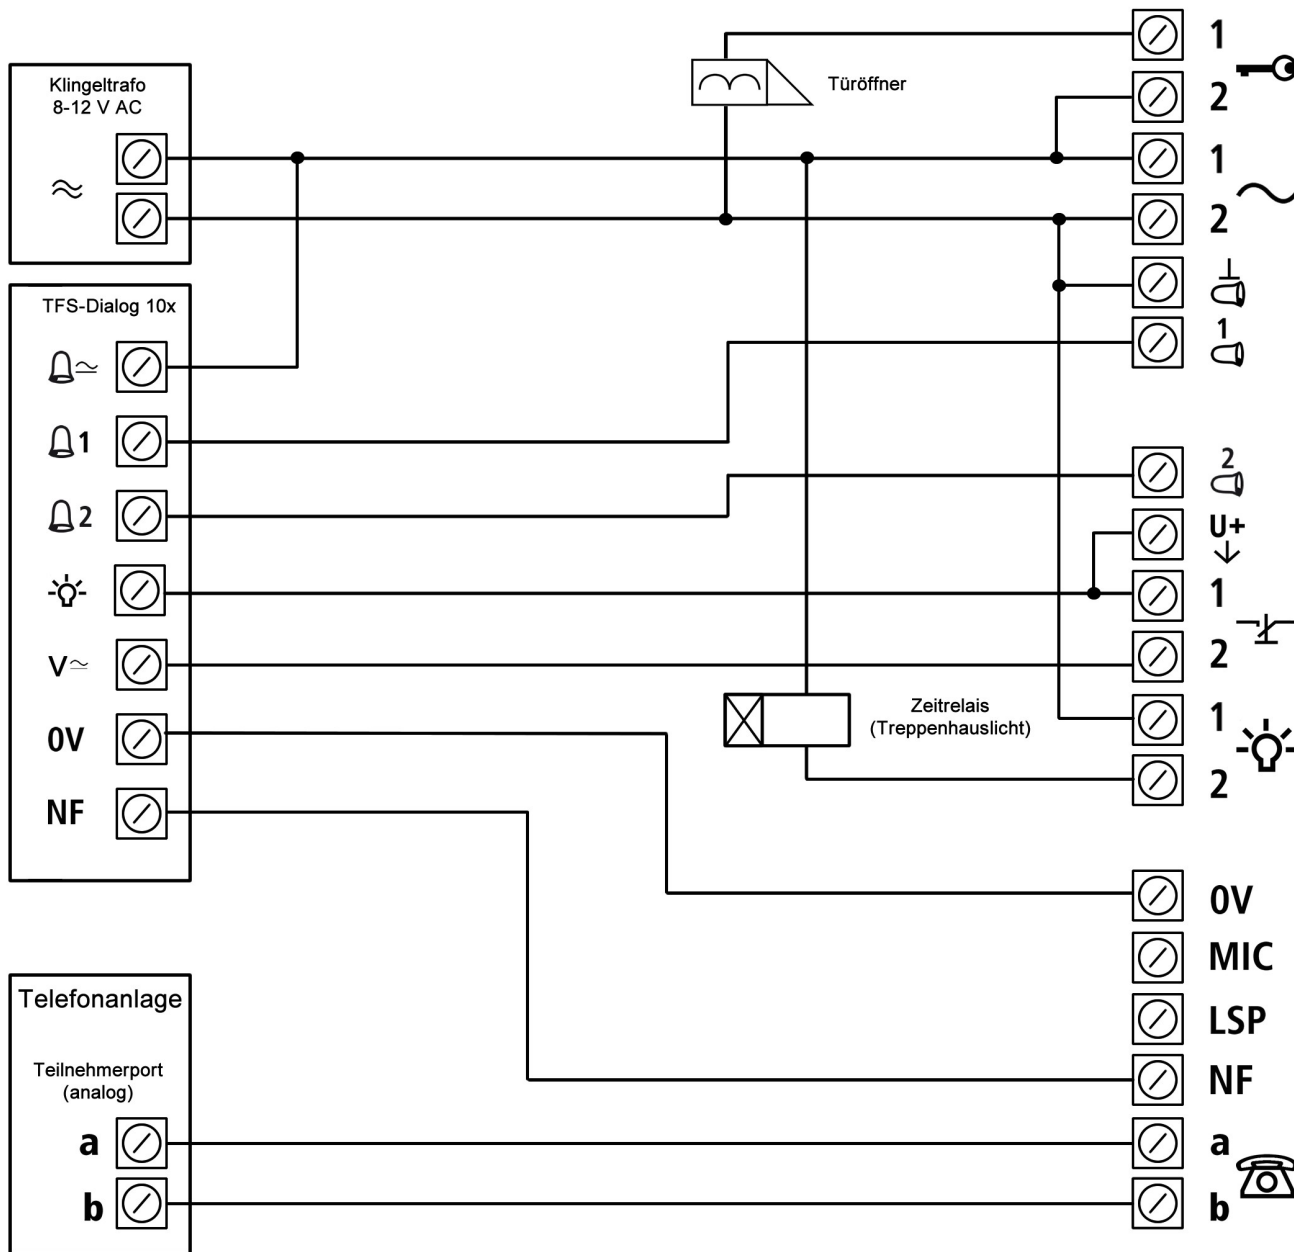 Klingeltrafo
8-12 V AC
TFS-Dialog 10x
1
2
V
0V
NF
Telefonanlage
Teilnehmerport
(analog)
a
b
Türöffner
Zeitrelais
(Treppenhauslicht)
1
2
1
2
1
2
U+
1
2
1
2
0V
MIC
LSP
NF
a
b